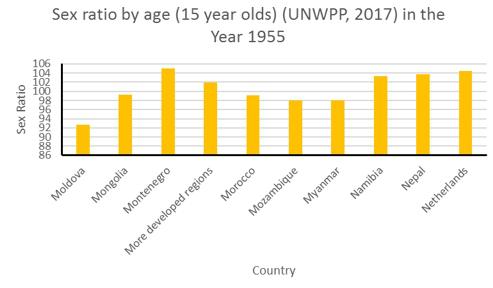 Sex ratio by age (15 year olds) (UNWPP, 2017) in the
Year 1955
106
104
102
100
98
96
94
92
90
88
86
Sex Ratio
Moldova
Mongolia
Montenegro
More developed regions
Morocco
Mozambique
Myanmar
Namibia
Nepal
Netherlands
Country